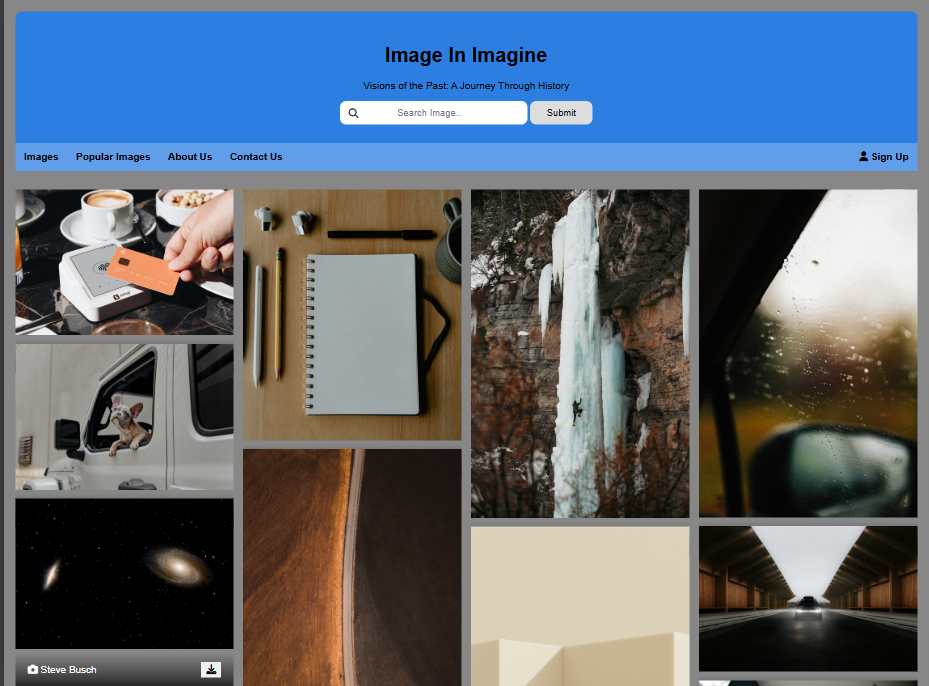 Image In Imagine
Visions of the Past: A Journey Through History
Search Image..
Submit
Images
Popular Images
About Us
Contact Us
Sign Up
Steve Busch